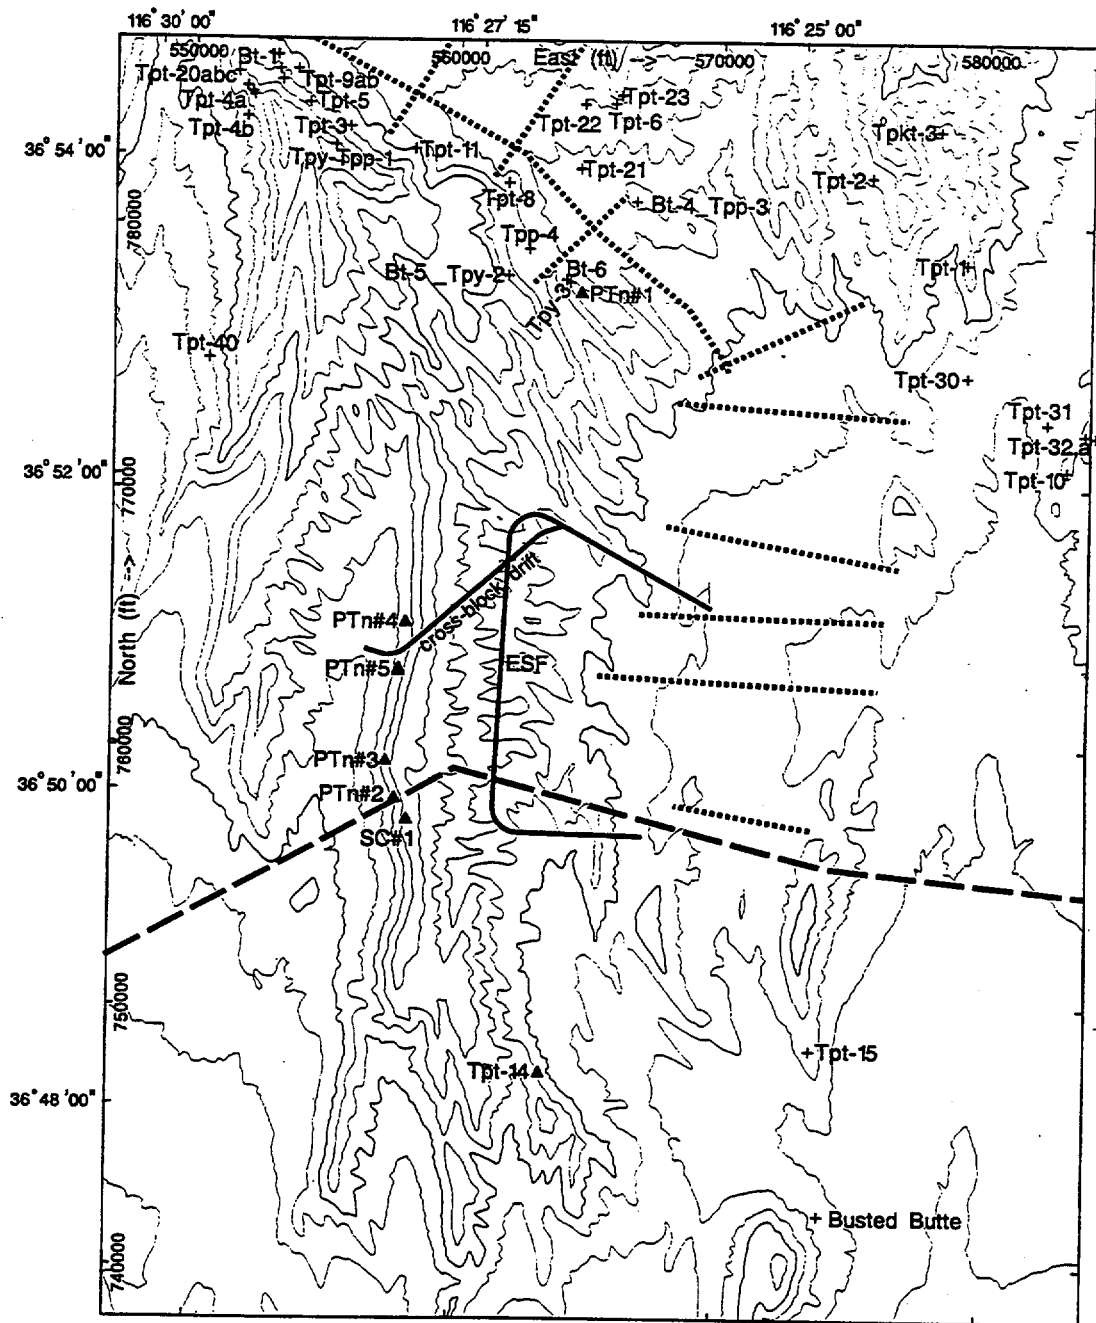 116° 30 ' 00"
116° 27 ' 15"
116° 25 ' 00"
550000
560000
East (ft) -->
570000
580000
Bt-1
Tpt-20abc
Tpt-9ab
Tpt-4a
Tpt-5
Tpt-23
Tpt-4b
Tpt-3
Tpt-22
Tpt-6
Tpkt-3
36° 54 ' 00"
Tpy-Tpp-1
Tpt-11
Tpt-21
Tpt-2
Tpt-8
Bt-4_Tpp-3
780000
Tpp-4
Bt-5_Tpy-2
Bt-6
Tpt-1
Tpy-3
PTn#1
Tpt-40
Tpt-30
Tpt-31
Tpt-32.a
36° 52 ' 00"
Tpt-10
770000
North (ft) -->
cross-block drift
PTn#4
PTn#5
ESF
760000
PTn#3
36° 50 ' 00"
PTn#2
SC#1
750000
Tpt-15
Tpt-14
36° 48 ' 00"
Busted Butte
740000